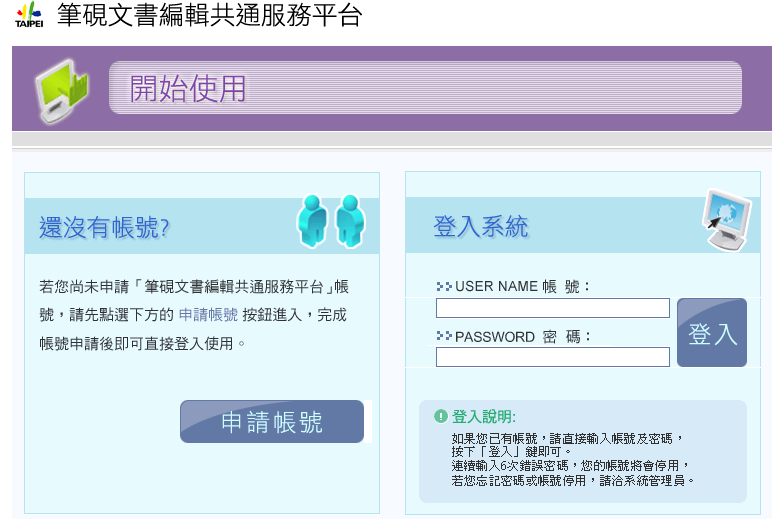 TAIPEI 筆硯文書編輯共通服務平台
開始使用
還沒有帳號?
若您尚未申請「筆硯文書編輯共通服務平台」帳
號，請先點選下方的 申請帳號 按鈕進入，完成
帳號申請後即可直接登入使用。
申請帳號
登入系統
USER NAME 帳 號：
PASSWORD 密 碼：
登入
登入說明:
如果您已有帳號，請直接輸入帳號及密碼，
按下「登入」鍵即可。
連續輸入6次錯誤密碼，您的帳號將會停用，
若您忘記密碼或帳號停用，請洽系統管理員。